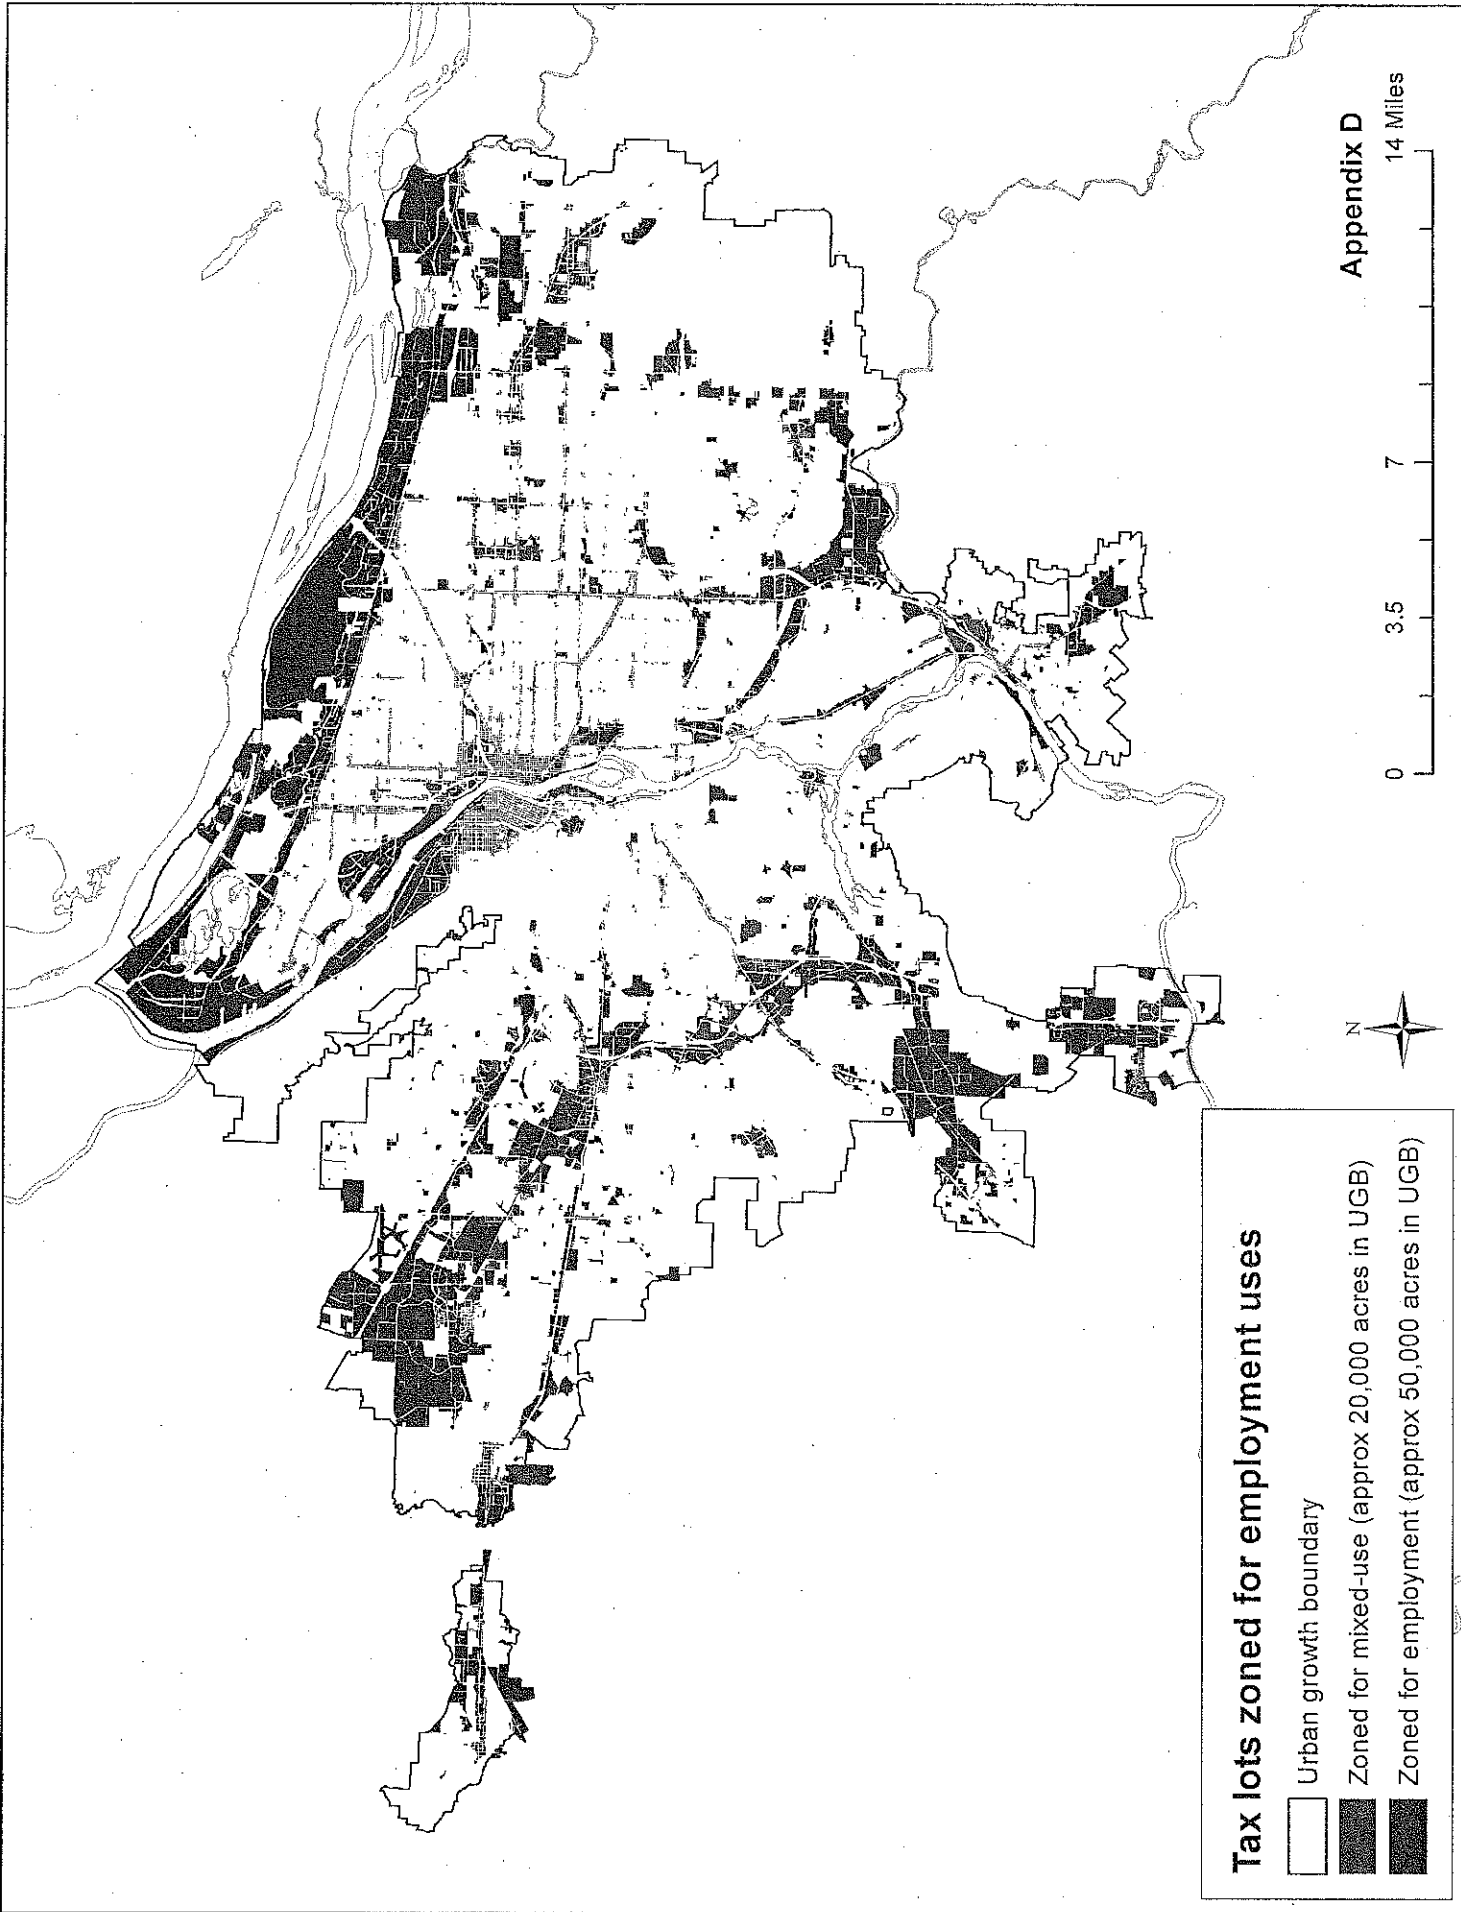 Tax lots zoned for employment uses
Urban growth boundary
Zoned for mixed-use (approx 20,000 acres in UGB)
Zoned for employment (approx 50,000 acres in UGB)
N
Appendix D
0 3.5 7 14 Miles